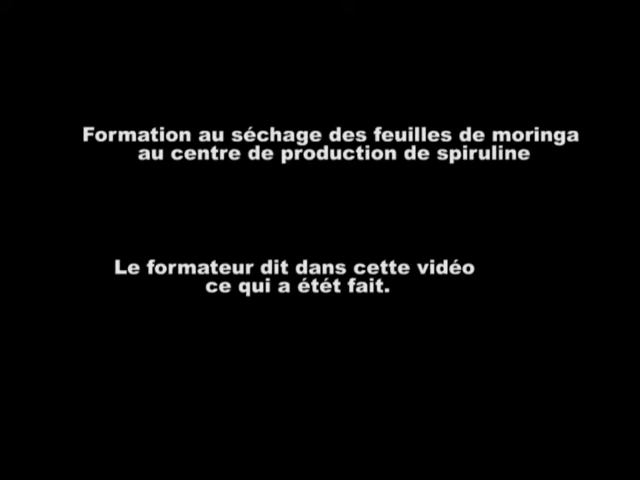 Formation au séchage des feuilles de moringa
au centre de production de spiruline
Le formateur dit dans cette vidéo
ce qui a étét fait.